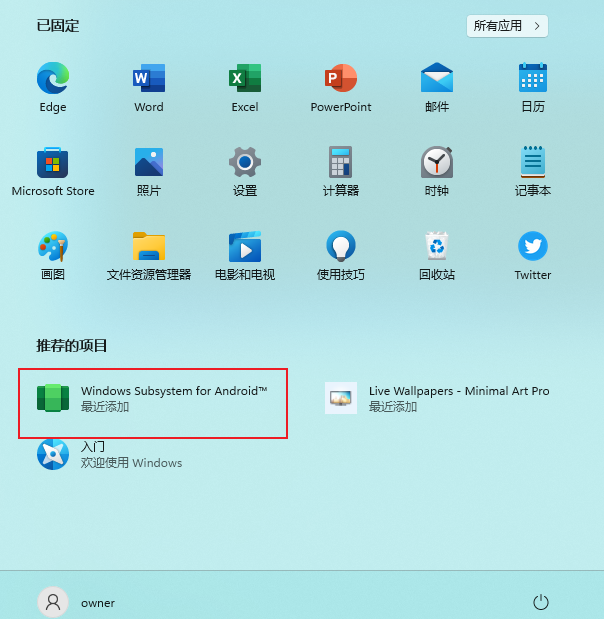 已固定
所有应用
Edge
Word
Excel
PowerPoint
邮件
日历
Microsoft Store
照片
设置
计算器
时钟
记事本
画图
文件资源管理器
电影和电视
使用技巧
回收站
Twitter
推荐的项目
Windows Subsystem for Android™
最近添加
Live Wallpapers - Minimal Art Pro
最近添加
入门
欢迎使用 Windows
owner